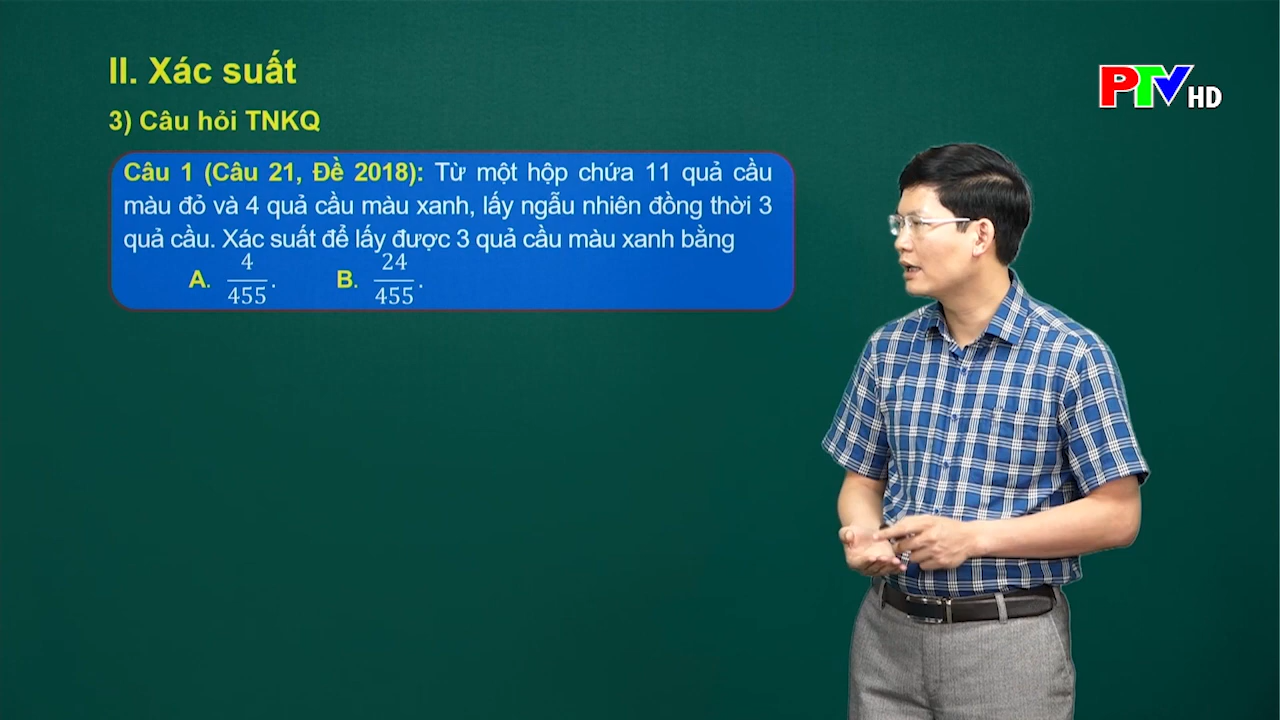 II. Xác suất
PTV HD
3) Câu hỏi TNKQ
Câu 1 (Câu 21, Đề 2018): Từ một hộp chứa 11 quả cầu
màu đỏ và 4 quả cầu màu xanh, lấy ngẫu nhiên đồng thời 3
quả cầu. Xác suất để lấy được 3 quả cầu màu xanh bằng
A. 4/455. B. 24/455.